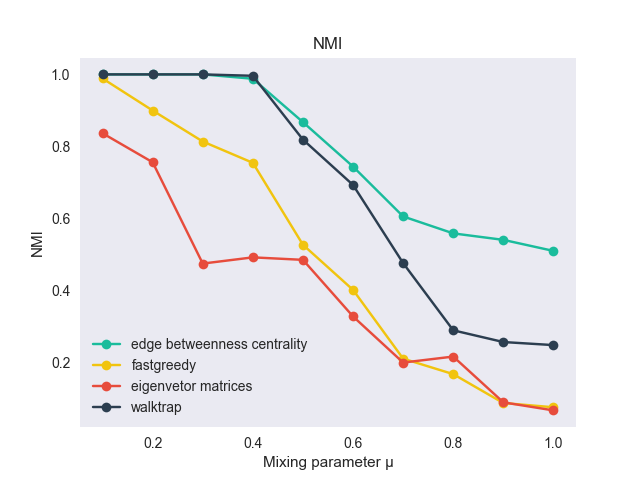 NMI
NMI
1.0
0.8
0.6
0.4
0.2
edge betweenness centrality
fastgreedy
eigenvetor matrices
walktrap
0.2 0.4 0.6 0.8 1.0
Mixing parameter μ